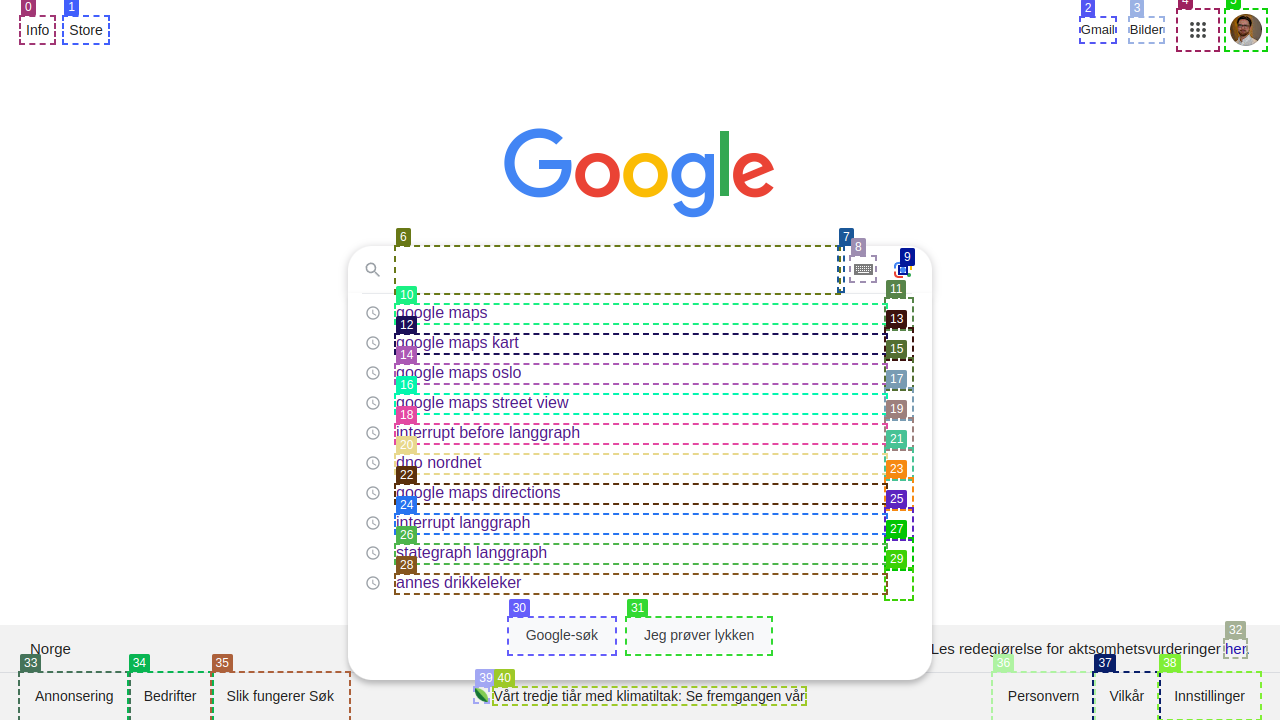 0 1 2 3 4 5
Info Store Gmail Bilder
Google
6 7 8 9
10 11
google maps
12 13
google maps kart
14 15
google maps oslo
16 17
google maps street view
18 19
interrupt before langgraph
20 21
dno nordnet
22 23
google maps directions
24 25
interrupt langgraph
26 27
stategraph langgraph
28 29
annes drikkeleker
30 31
Google-søk Jeg prøver lykken
32
Norge Les redegjørelse for aktsomhetsvurderinger her.
33 34 35 39 40 36 37 38
Annonsering Bedrifter Slik fungerer Søk Vårt tredje tiår med klimatiltak: Se fremgangen vår Personvern Vilkår Innstillinger